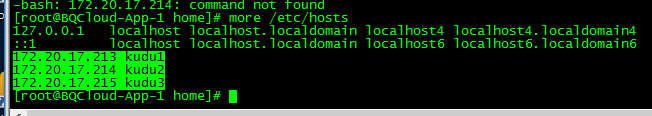 -bash: 172.20.17.214: command not found
[root@BQCloud-App-1 home]# more /etc/hosts
127.0.0.1   localhost localhost.localdomain localhost4 localhost4.localdomain4
::1         localhost localhost.localdomain localhost6 localhost6.localdomain6
172.20.17.213 kudu1
172.20.17.214 kudu2
172.20.17.215 kudu3
[root@BQCloud-App-1 home]#